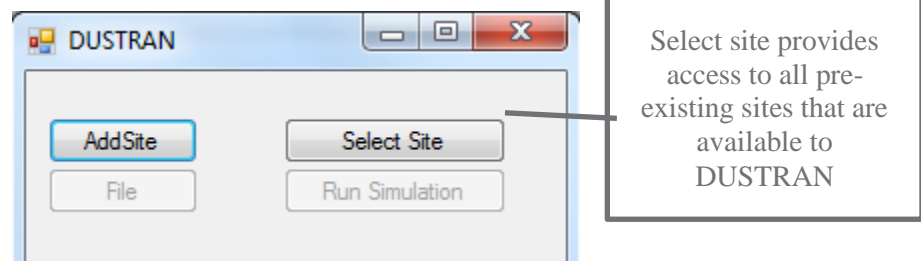 DUSTRAN
AddSite
Select Site
File
Run Simulation
Select site provides
access to all pre-
existing sites that are
available to
DUSTRAN